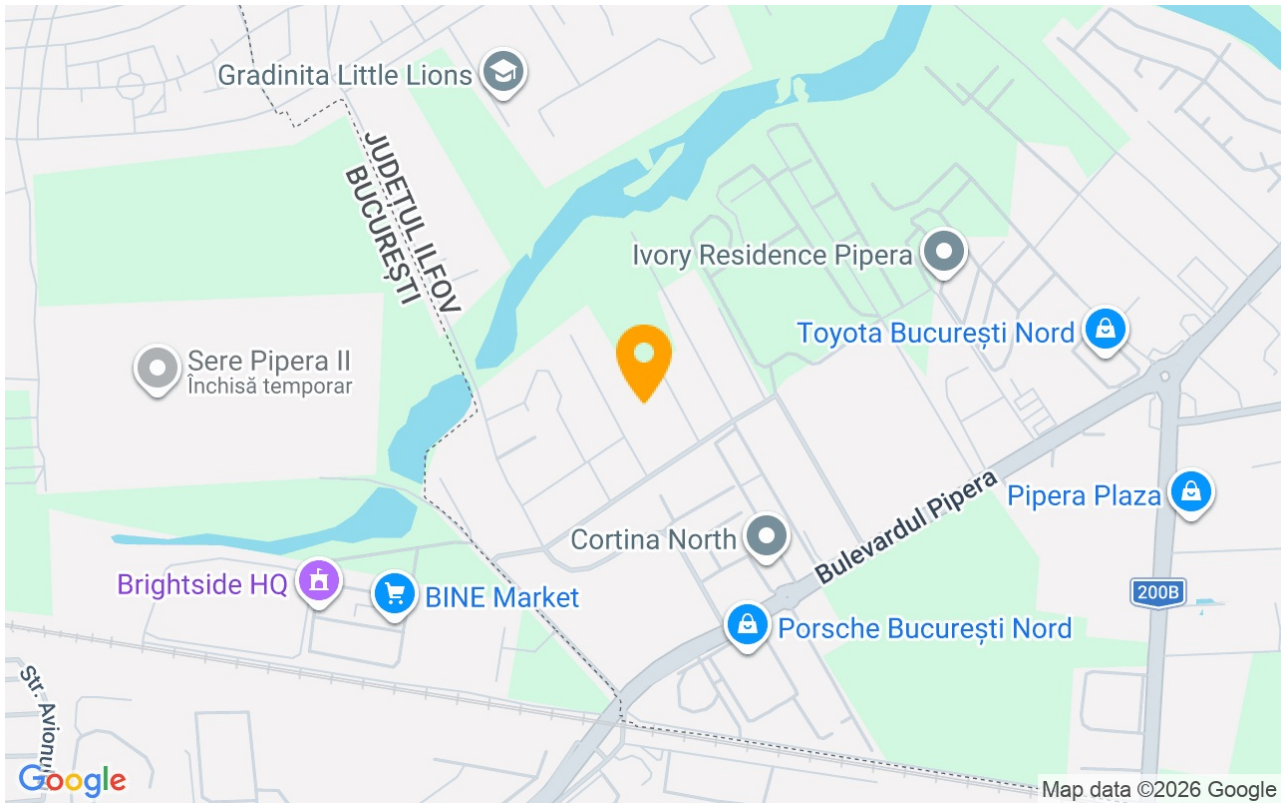 Gradinita Little Lions
JUDEȚUL ILFOV
BUCUREȘTI
Ivory Residence Pipera
Toyota București Nord
Sere Pipera II
Închisă temporar
Bulevardul Pipera
Pipera Plaza
Cortina North
Brightside HQ
BINE Market
200B
Porsche București Nord
Str. Avionu
Google
Map data ©2026 Google